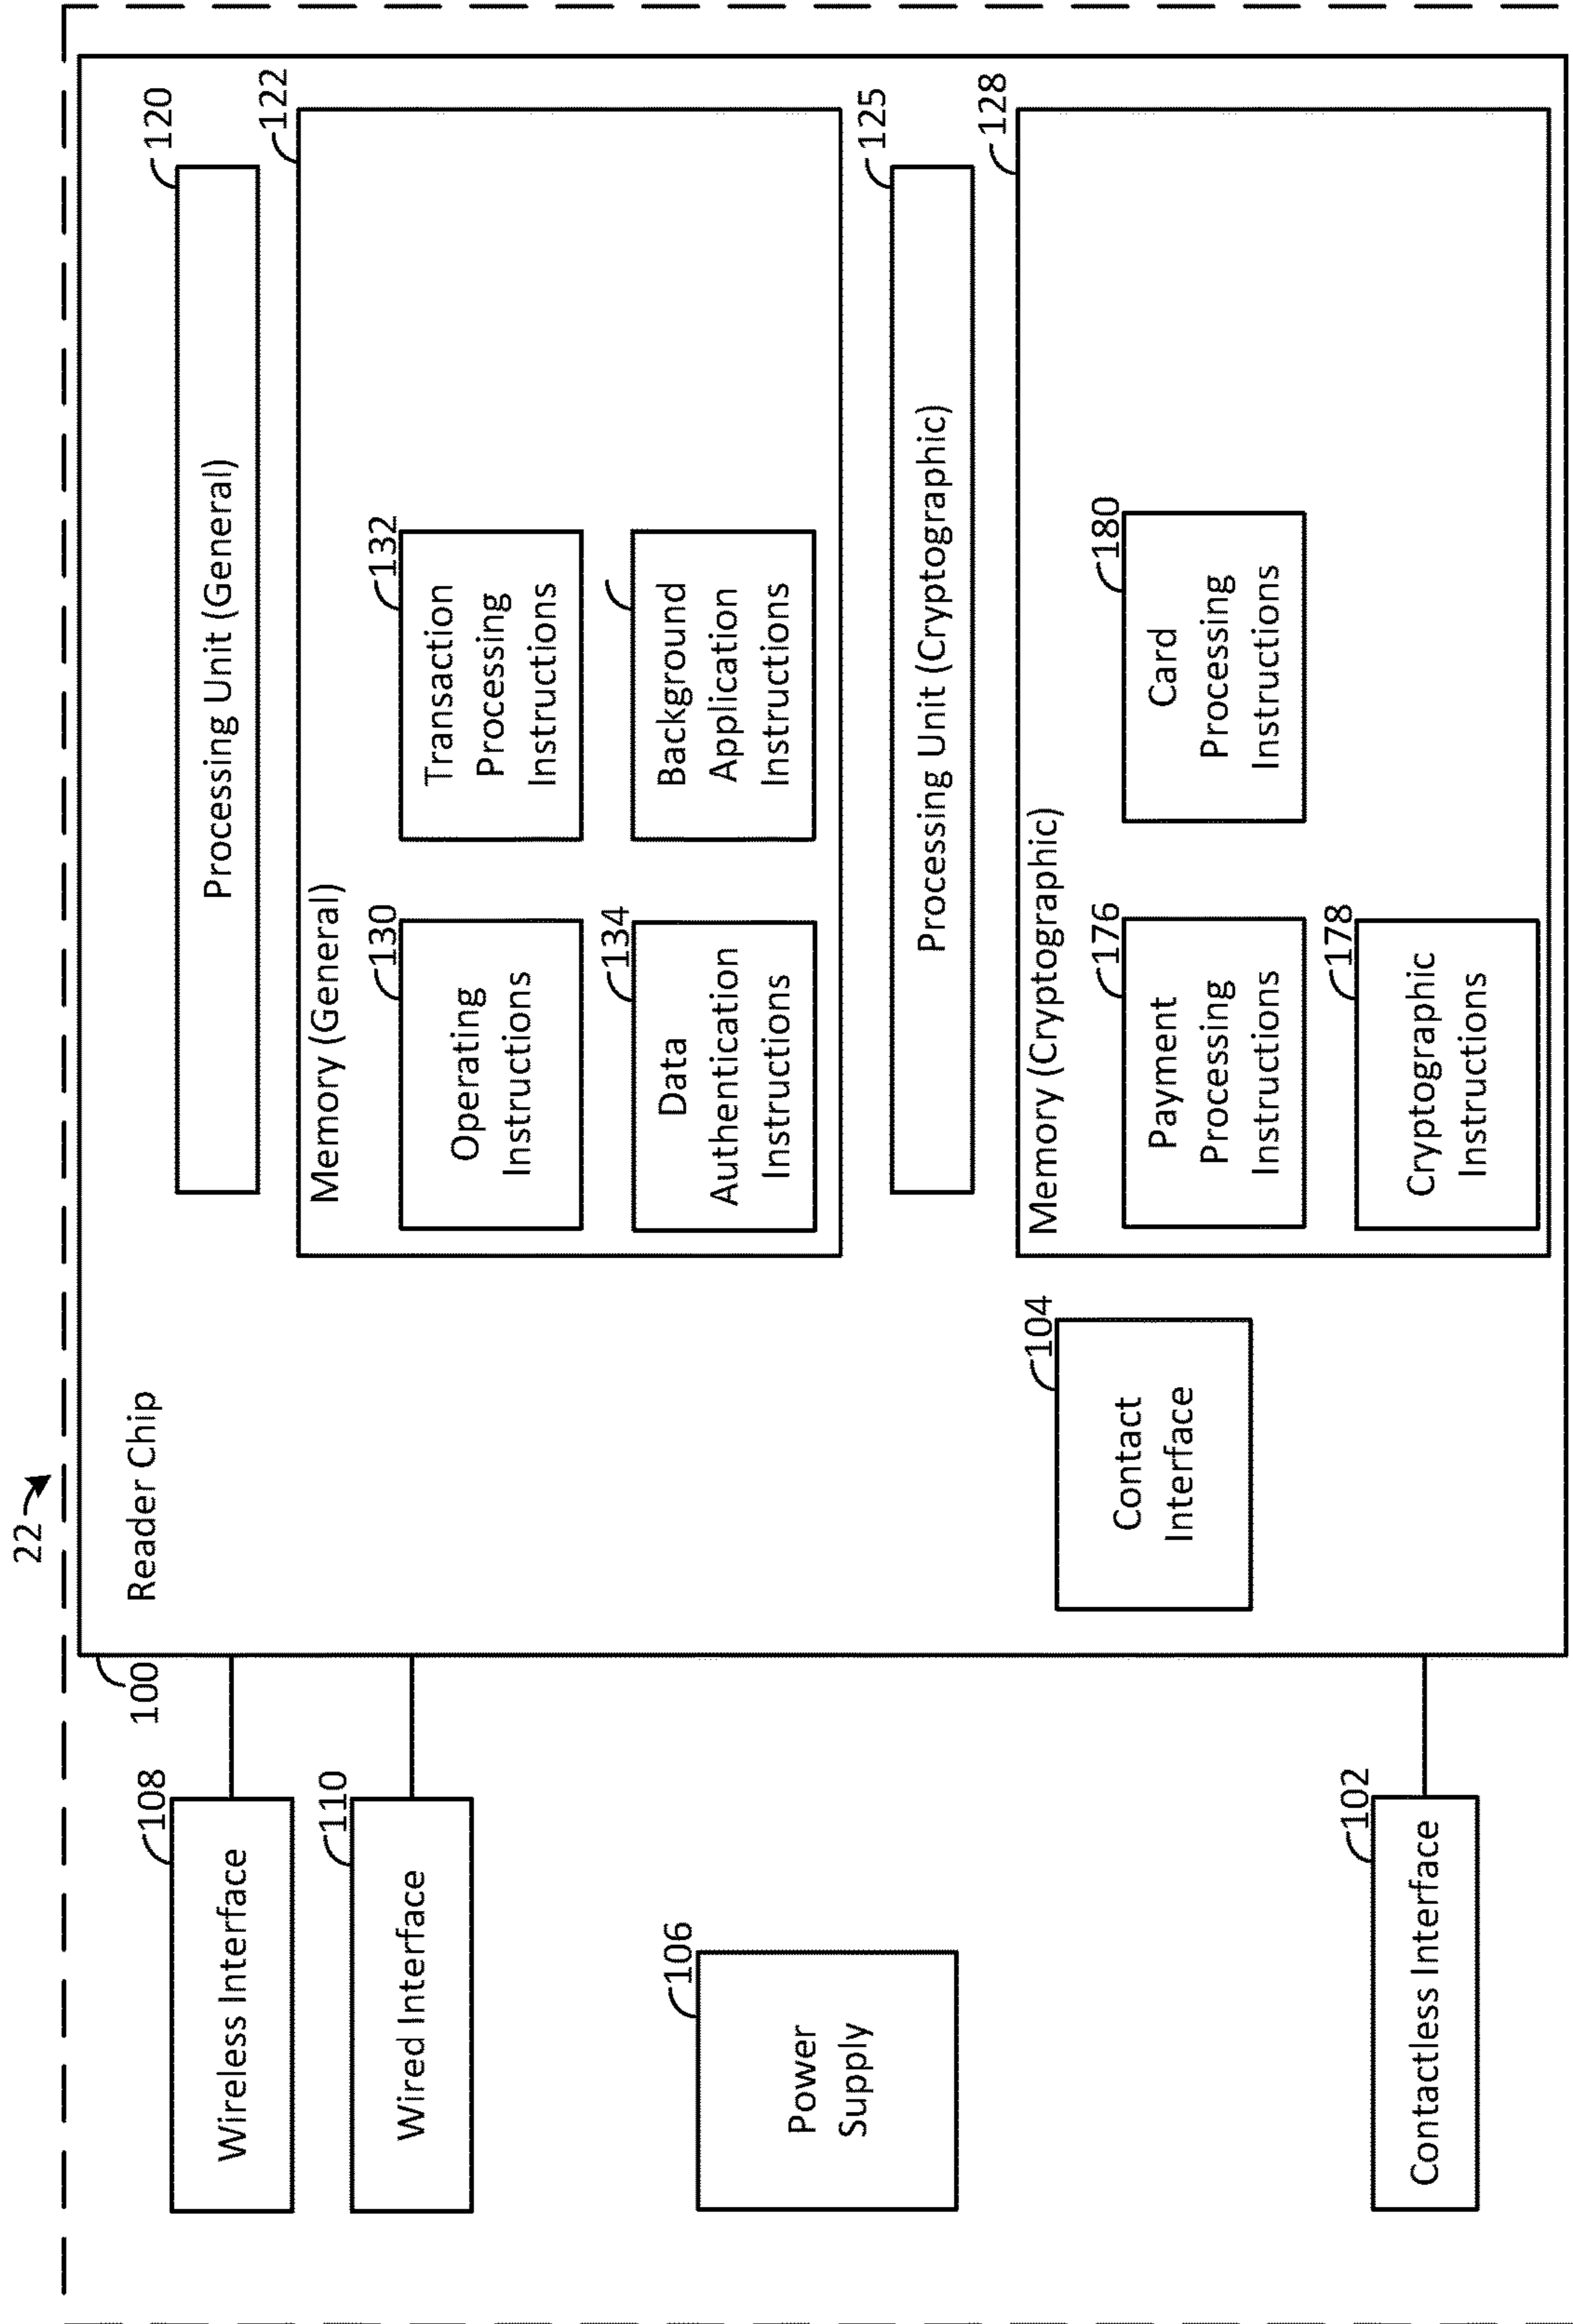 22
100
Reader Chip
108
Wireless Interface
110
Wired Interface
106
Power
Supply
102
Contactless Interface
104
Contact
Interface
120
Processing Unit (General)
122
Memory (General)
130
Operating
Instructions
132
Transaction
Processing
Instructions
134
Data
Authentication
Instructions
Background
Application
Instructions
125
Processing Unit (Cryptographic)
128
Memory (Cryptographic)
176
Payment
Processing
Instructions
180
Card
Processing
Instructions
178
Cryptographic
Instructions